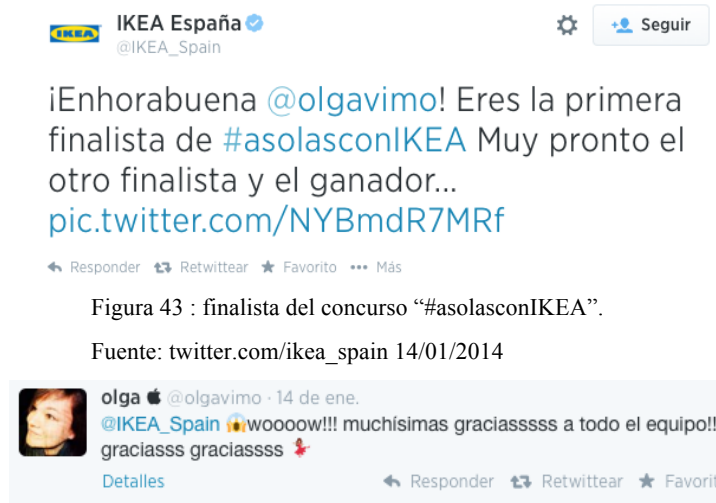 IKEA
IKEA España
@IKEA_Spain
Seguir
¡Enhorabuena @olgavimo! Eres la primera
finalista de #asolasconIKEA Muy pronto el
otro finalista y el ganador...
pic.twitter.com/NYBmdR7MRf
Responder Retwittear Favorito Más
Figura 43 : finalista del concurso “#asolasconIKEA”.
Fuente: twitter.com/ikea_spain 14/01/2014
olga @olgavimo · 14 de ene.
@IKEA_Spain 😱woooow!!! muchísimas graciasssss a todo el equipo!!
graciasss graciassss 💃
Detalles Responder Retwittear Favorit